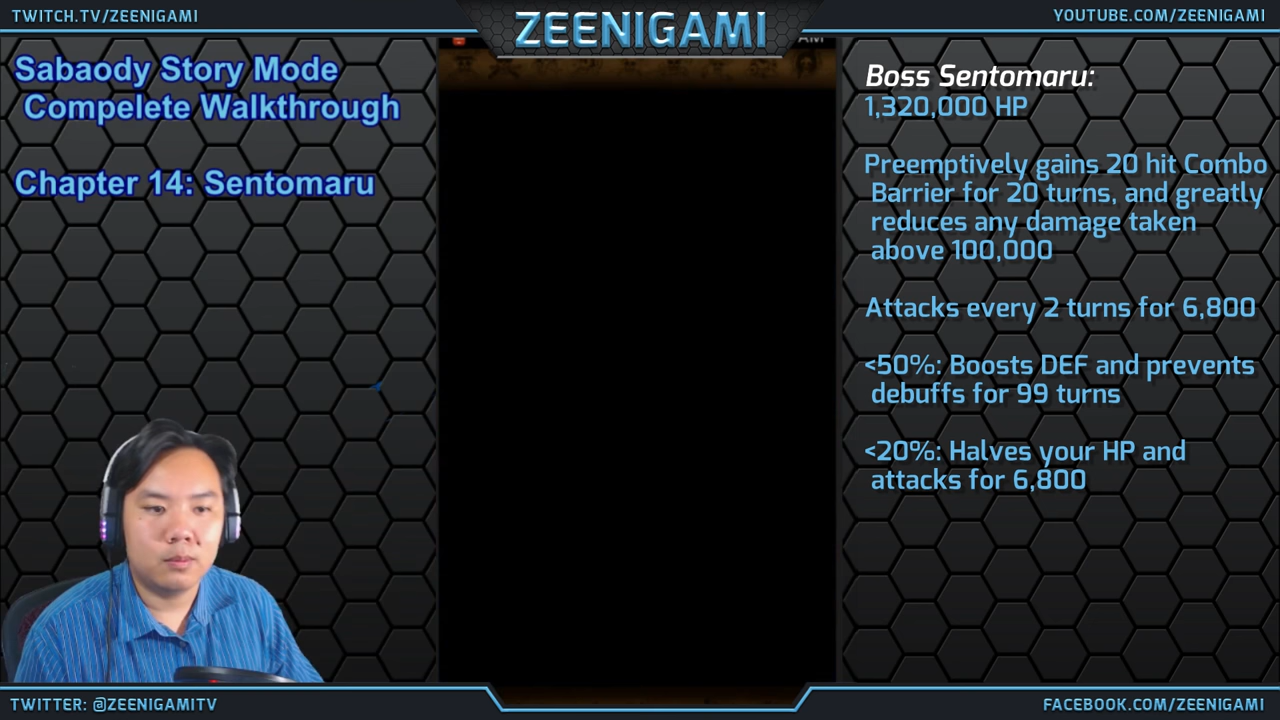 TWITCH.TV/ZEENIGAMI
ZEENIGAMI
AM
YOUTUBE.COM/ZEENIGAMI
Sabaody Story Mode
Compelete Walkthrough
Chapter 14: Sentomaru
Boss Sentomaru:
1,320,000 HP
Preemptively gains 20 hit Combo
Barrier for 20 turns, and greatly
reduces any damage taken
above 100,000
Attacks every 2 turns for 6,800
<50%: Boosts DEF and prevents
debuffs for 99 turns
<20%: Halves your HP and
attacks for 6,800
TWITTER: @ZEENIGAMITV
FACEBOOK.COM/ZEENIGAMI